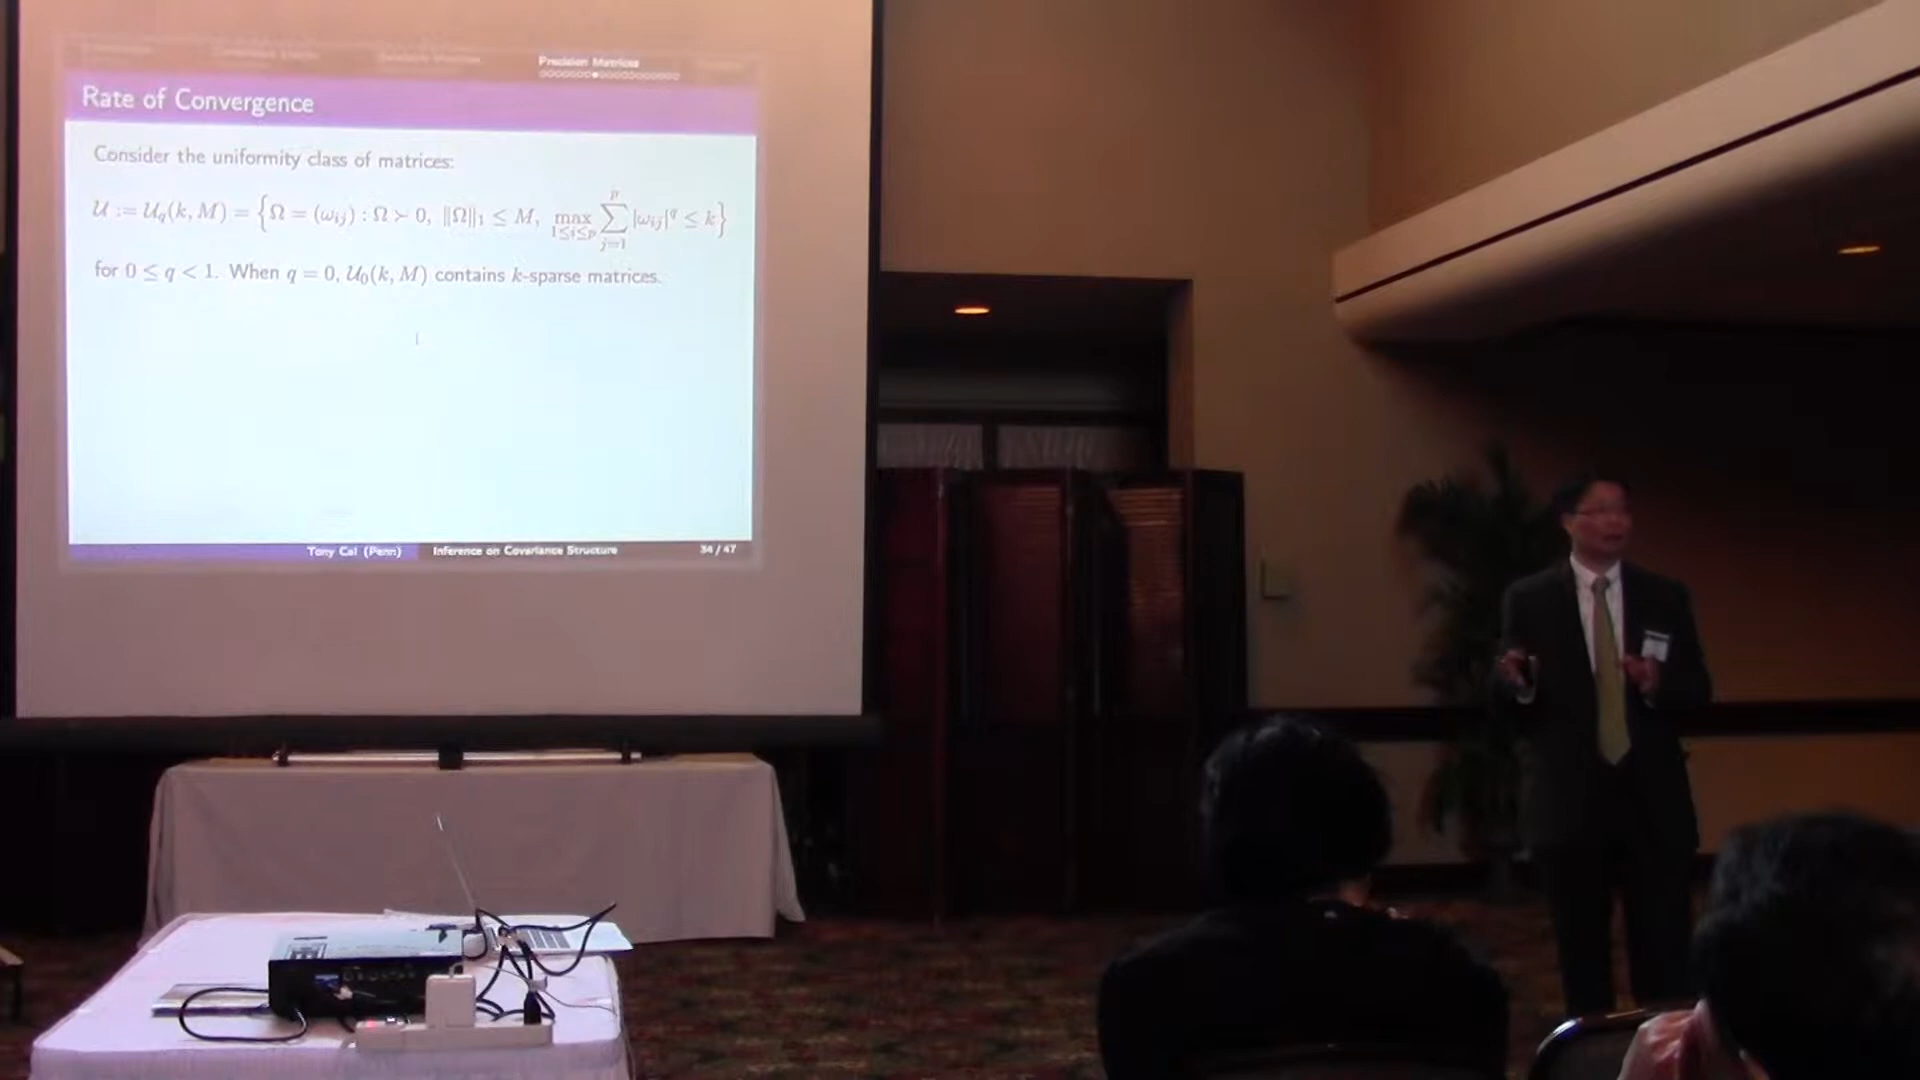 Precision Matrices
Rate of Convergence
Consider the uniformity class of matrices:
𝒰 := 𝒰_q(k, M) = {Ω = (ω_ij) : Ω ≻ 0, ‖Ω‖_1 ≤ M, max_{1≤i≤p} ∑_{j=1}^{p} |ω_ij|^q ≤ k}
for 0 ≤ q < 1. When q = 0, 𝒰_0(k, M) contains k-sparse matrices.
Tony Cai (Penn) Inference on Covariance Structure 34 / 47